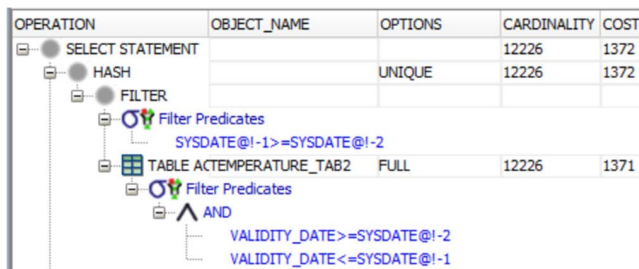 OPERATION OBJECT_NAME OPTIONS CARDINALITY COST
SELECT STATEMENT 12226 1372
HASH UNIQUE 12226 1372
FILTER
Filter Predicates
SYSDATE@!-1>=SYSDATE@!-2
TABLE ACTEMPERATURE_TAB2 FULL 12226 1371
Filter Predicates
AND
VALIDITY_DATE>=SYSDATE@!-2
VALIDITY_DATE<=SYSDATE@!-1